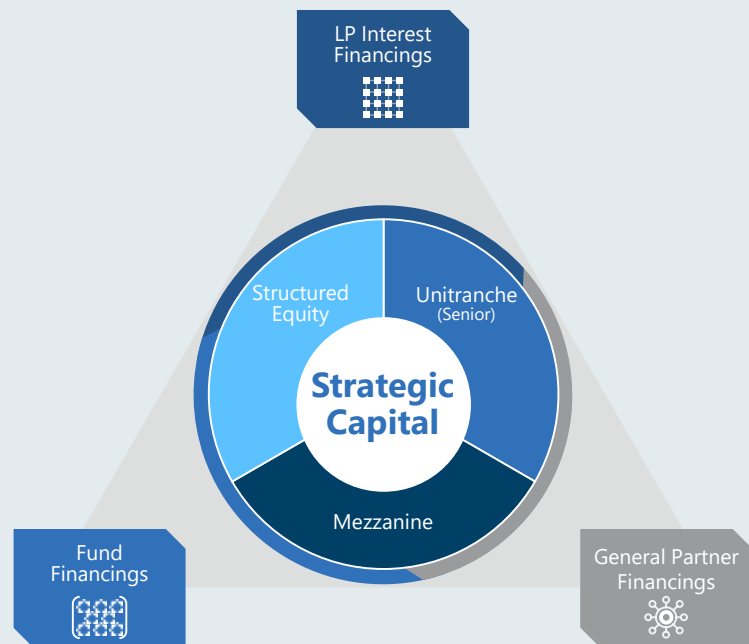 LP Interest
Financings
Structured
Equity
Unitranche
(Senior)
Strategic
Capital
Mezzanine
Fund
Financings
General Partner
Financings